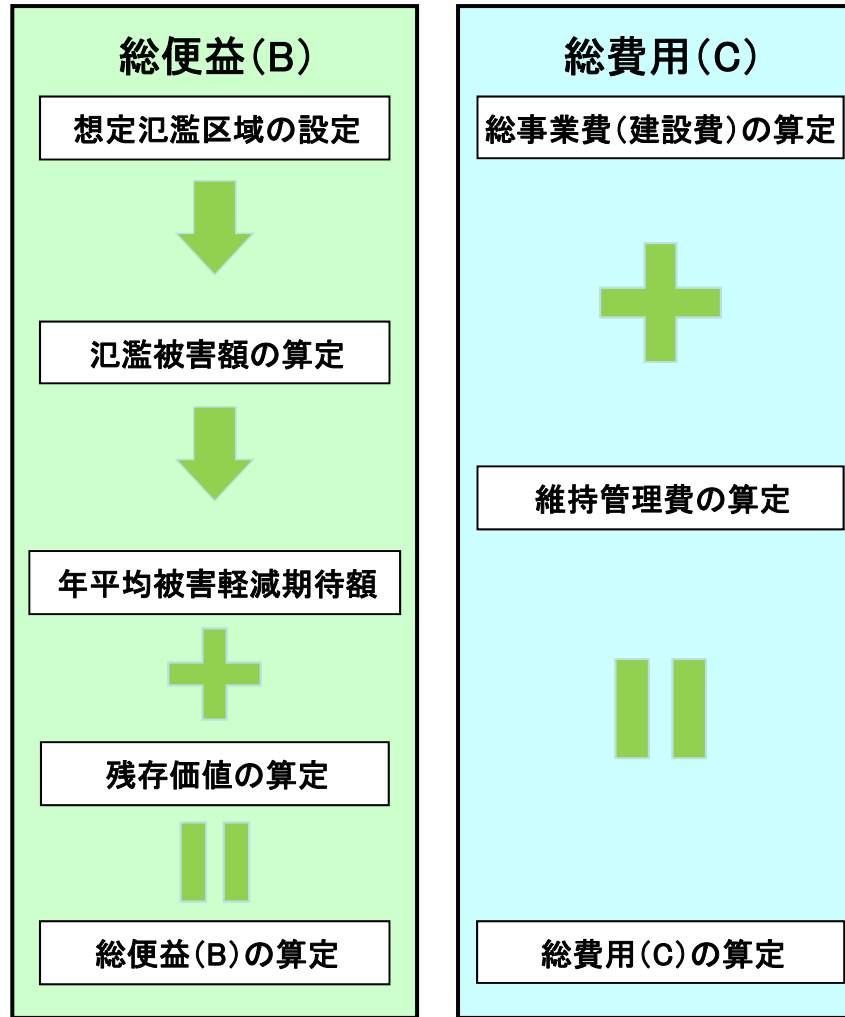 総便益(B)
想定氾濫区域の設定
氾濫被害額の算定
年平均被害軽減期待額
残存価値の算定
総便益(B)の算定
総費用(C)
総事業費(建設費)の算定
維持管理費の算定
総費用(C)の算定